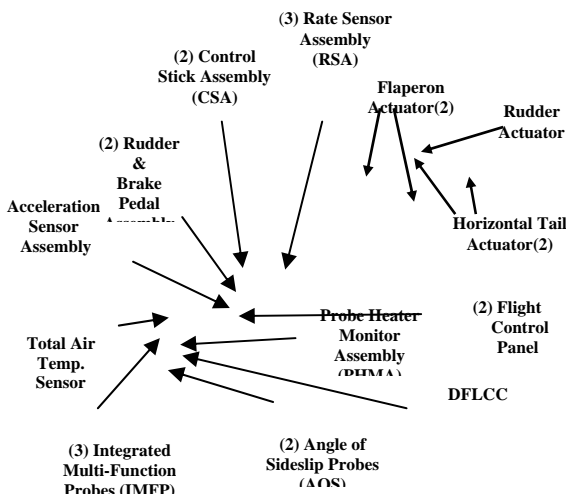 (3) Rate Sensor
Assembly
(RSA)
(2) Control
Stick Assembly
(CSA)
Flaperon
Actuator(2)
Rudder
Actuator
(2) Rudder
&
Brake
Pedal
Assembly
Acceleration
Sensor
Assembly
Horizontal Tail
Actuator(2)
(2) Flight
Control
Panel
Probe Heater
Monitor
Assembly
(PHMA)
Total Air
Temp.
Sensor
DFLCC
(3) Integrated
Multi-Function
Probes (IMFP)
(2) Angle of
Sideslip Probes
(AOS)